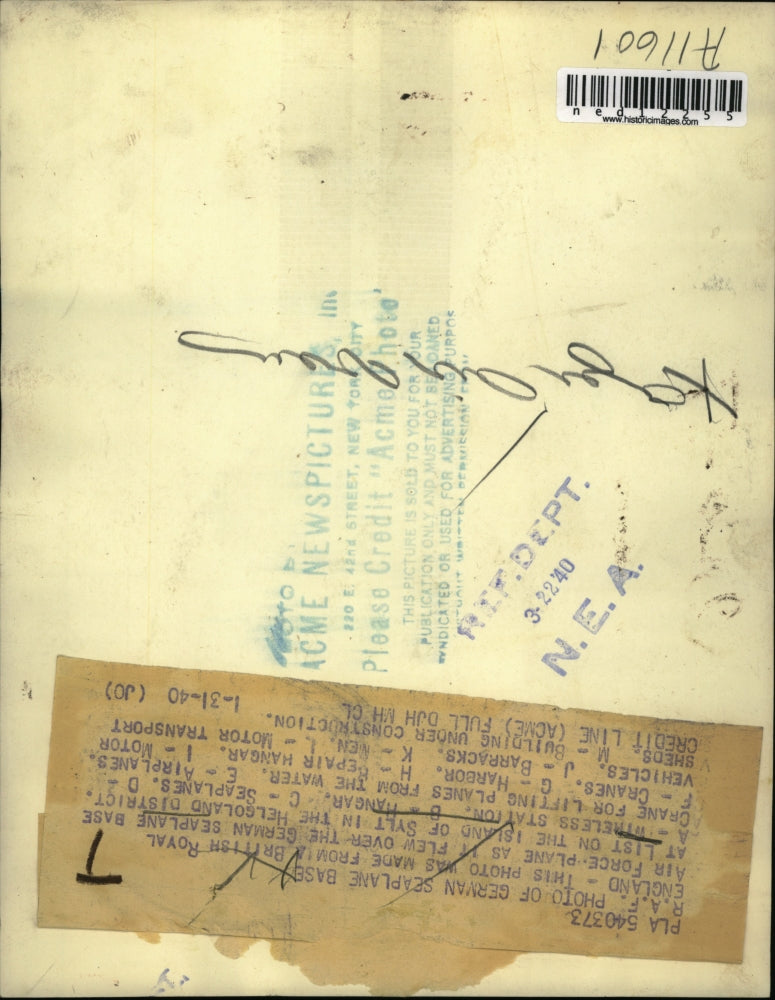 A11601
ned12255
www.historicimages.com
ACME NEWSPICTURES, Inc
220 E. 42nd STREET, NEW YORK CITY
Please Credit "Acme Photo"
THIS PICTURE IS SOLD TO YOU FOR YOUR
PUBLICATION ONLY AND MUST NOT BE LOANED
SYNDICATED OR USED FOR ADVERTISING PURPOS
WITHOUT WRITTEN PERMISSION
REF. DEPT.
3-22'40
N. E. A.
PLA 540373
R.A.F. PHOTO OF GERMAN SEAPLANE BASE
ENGLAND - THIS PHOTO WAS MADE FROM A BRITISH ROYAL
AIR FORCE PLANE AS IT FLEW OVER THE GERMAN SEAPLANE BASE
AT LIST ON THE ISLAND OF SYLT IN THE HELGOLAND DISTRICT.
A - WIRELESS STATION. B - HANGAR. C - SEAPLANES. D -
CRANE FOR LIFTING PLANES FROM THE WATER. E - AIRPLANES.
F - CRANES. G - HARBOR. H - REPAIR HANGAR. I - MOTOR
VEHICLES. J - BARRACKS. K - MEN. L - MOTOR TRANSPORT
SHEDS. M - BUILDING UNDER CONSTRUCTION.
CREDIT LINE (ACME) FULL DJH MH CL 1-31-40 (JO)